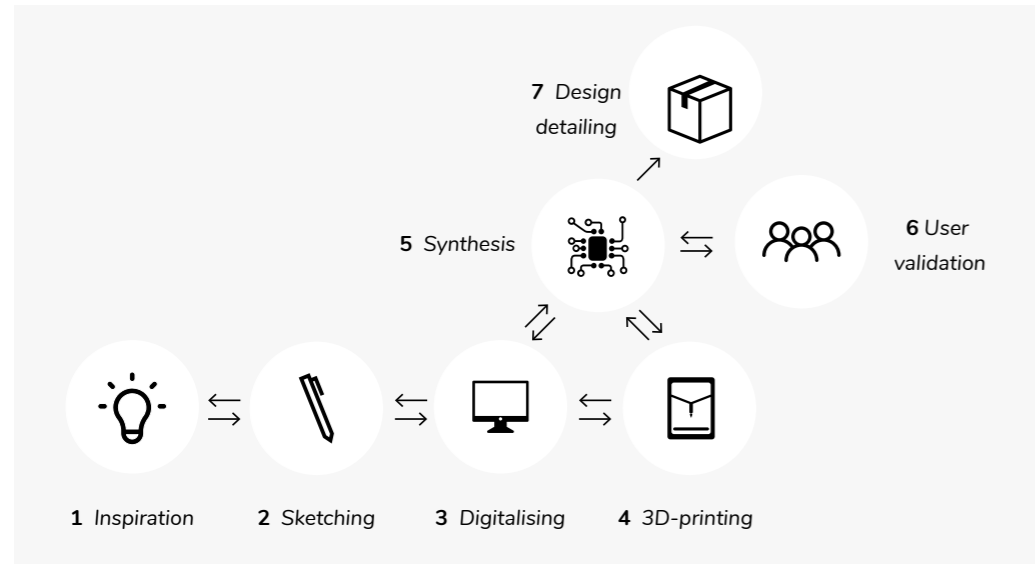 7 Design
detailing
5 Synthesis
6 User
validation
1 Inspiration
2 Sketching
3 Digitalising
4 3D-printing